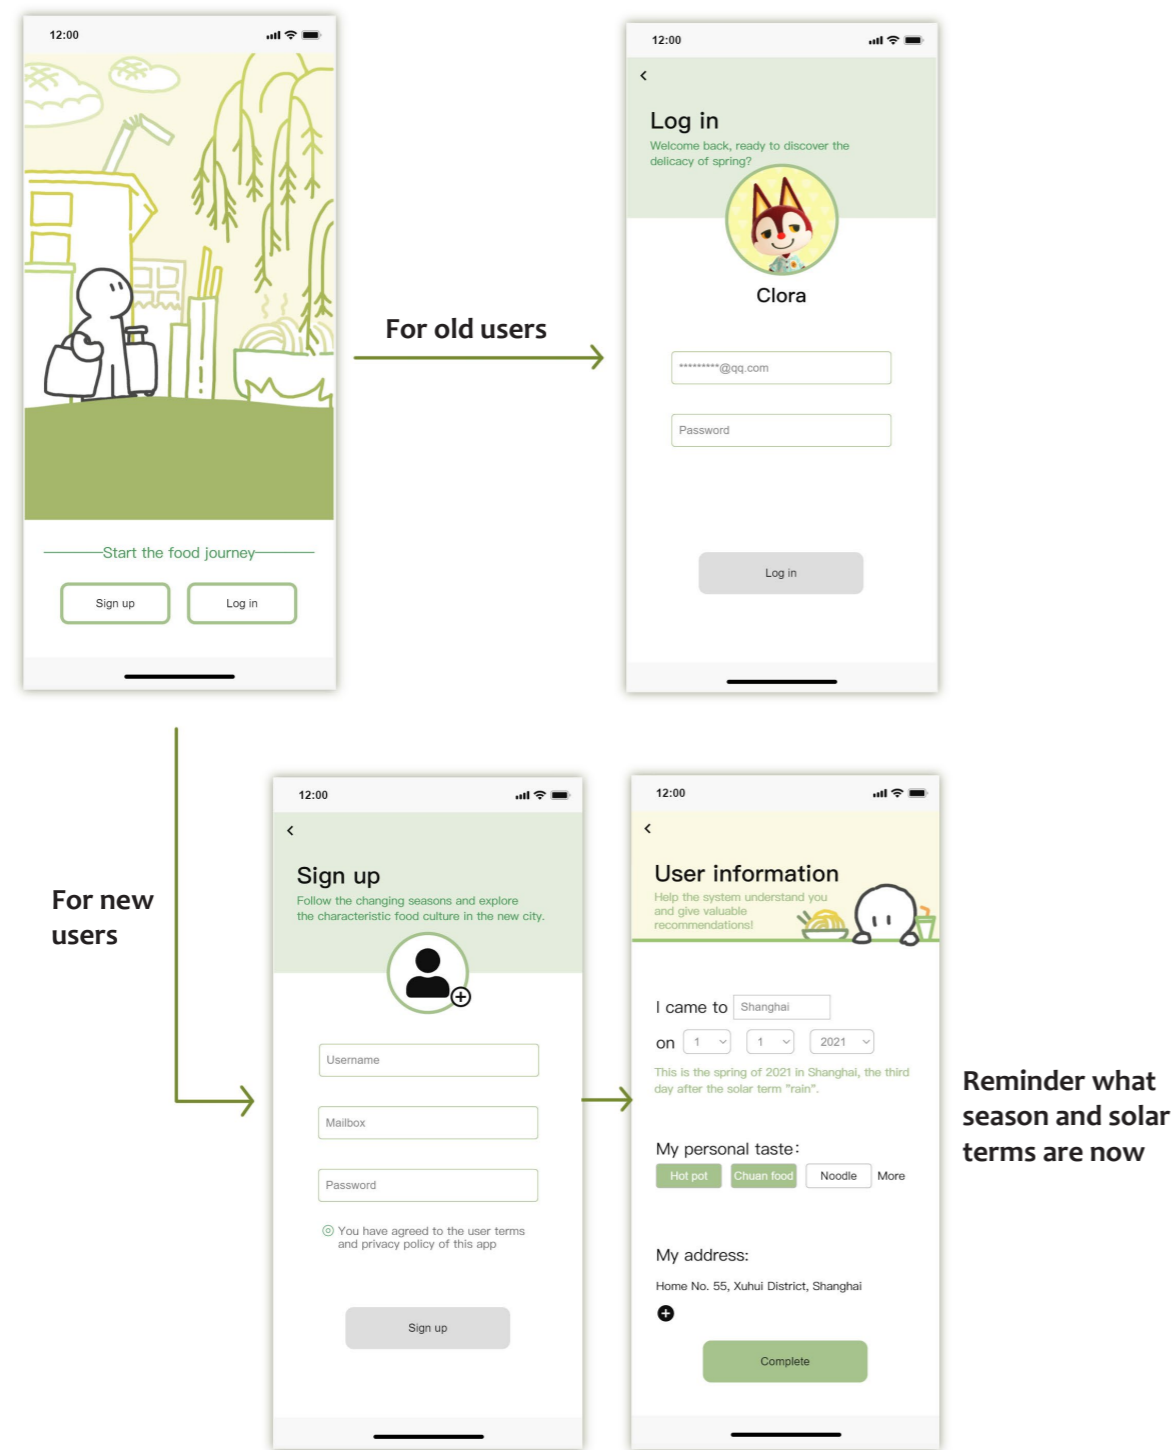 12:00
Start the food journey
Sign up
Log in
For old users
12:00
Log in
Welcome back, ready to discover the
delicacy of spring?
Clora
*********@qq.com
Password
Log in
For new
users
12:00
Sign up
Follow the changing seasons and explore
the characteristic food culture in the new city.
Username
Mailbox
Password
You have agreed to the user terms
and privacy policy of this app
Sign up
12:00
User information
Help the system understand you
and give valuable
recommendations!
I came to Shanghai
on 1 1 2021
This is the spring of 2021 in Shanghai, the third
day after the solar term "rain".
My personal taste:
Hot pot Chuan food Noodle More
My address:
Home No. 55, Xuhui District, Shanghai
Complete
Reminder what
season and solar
terms are now